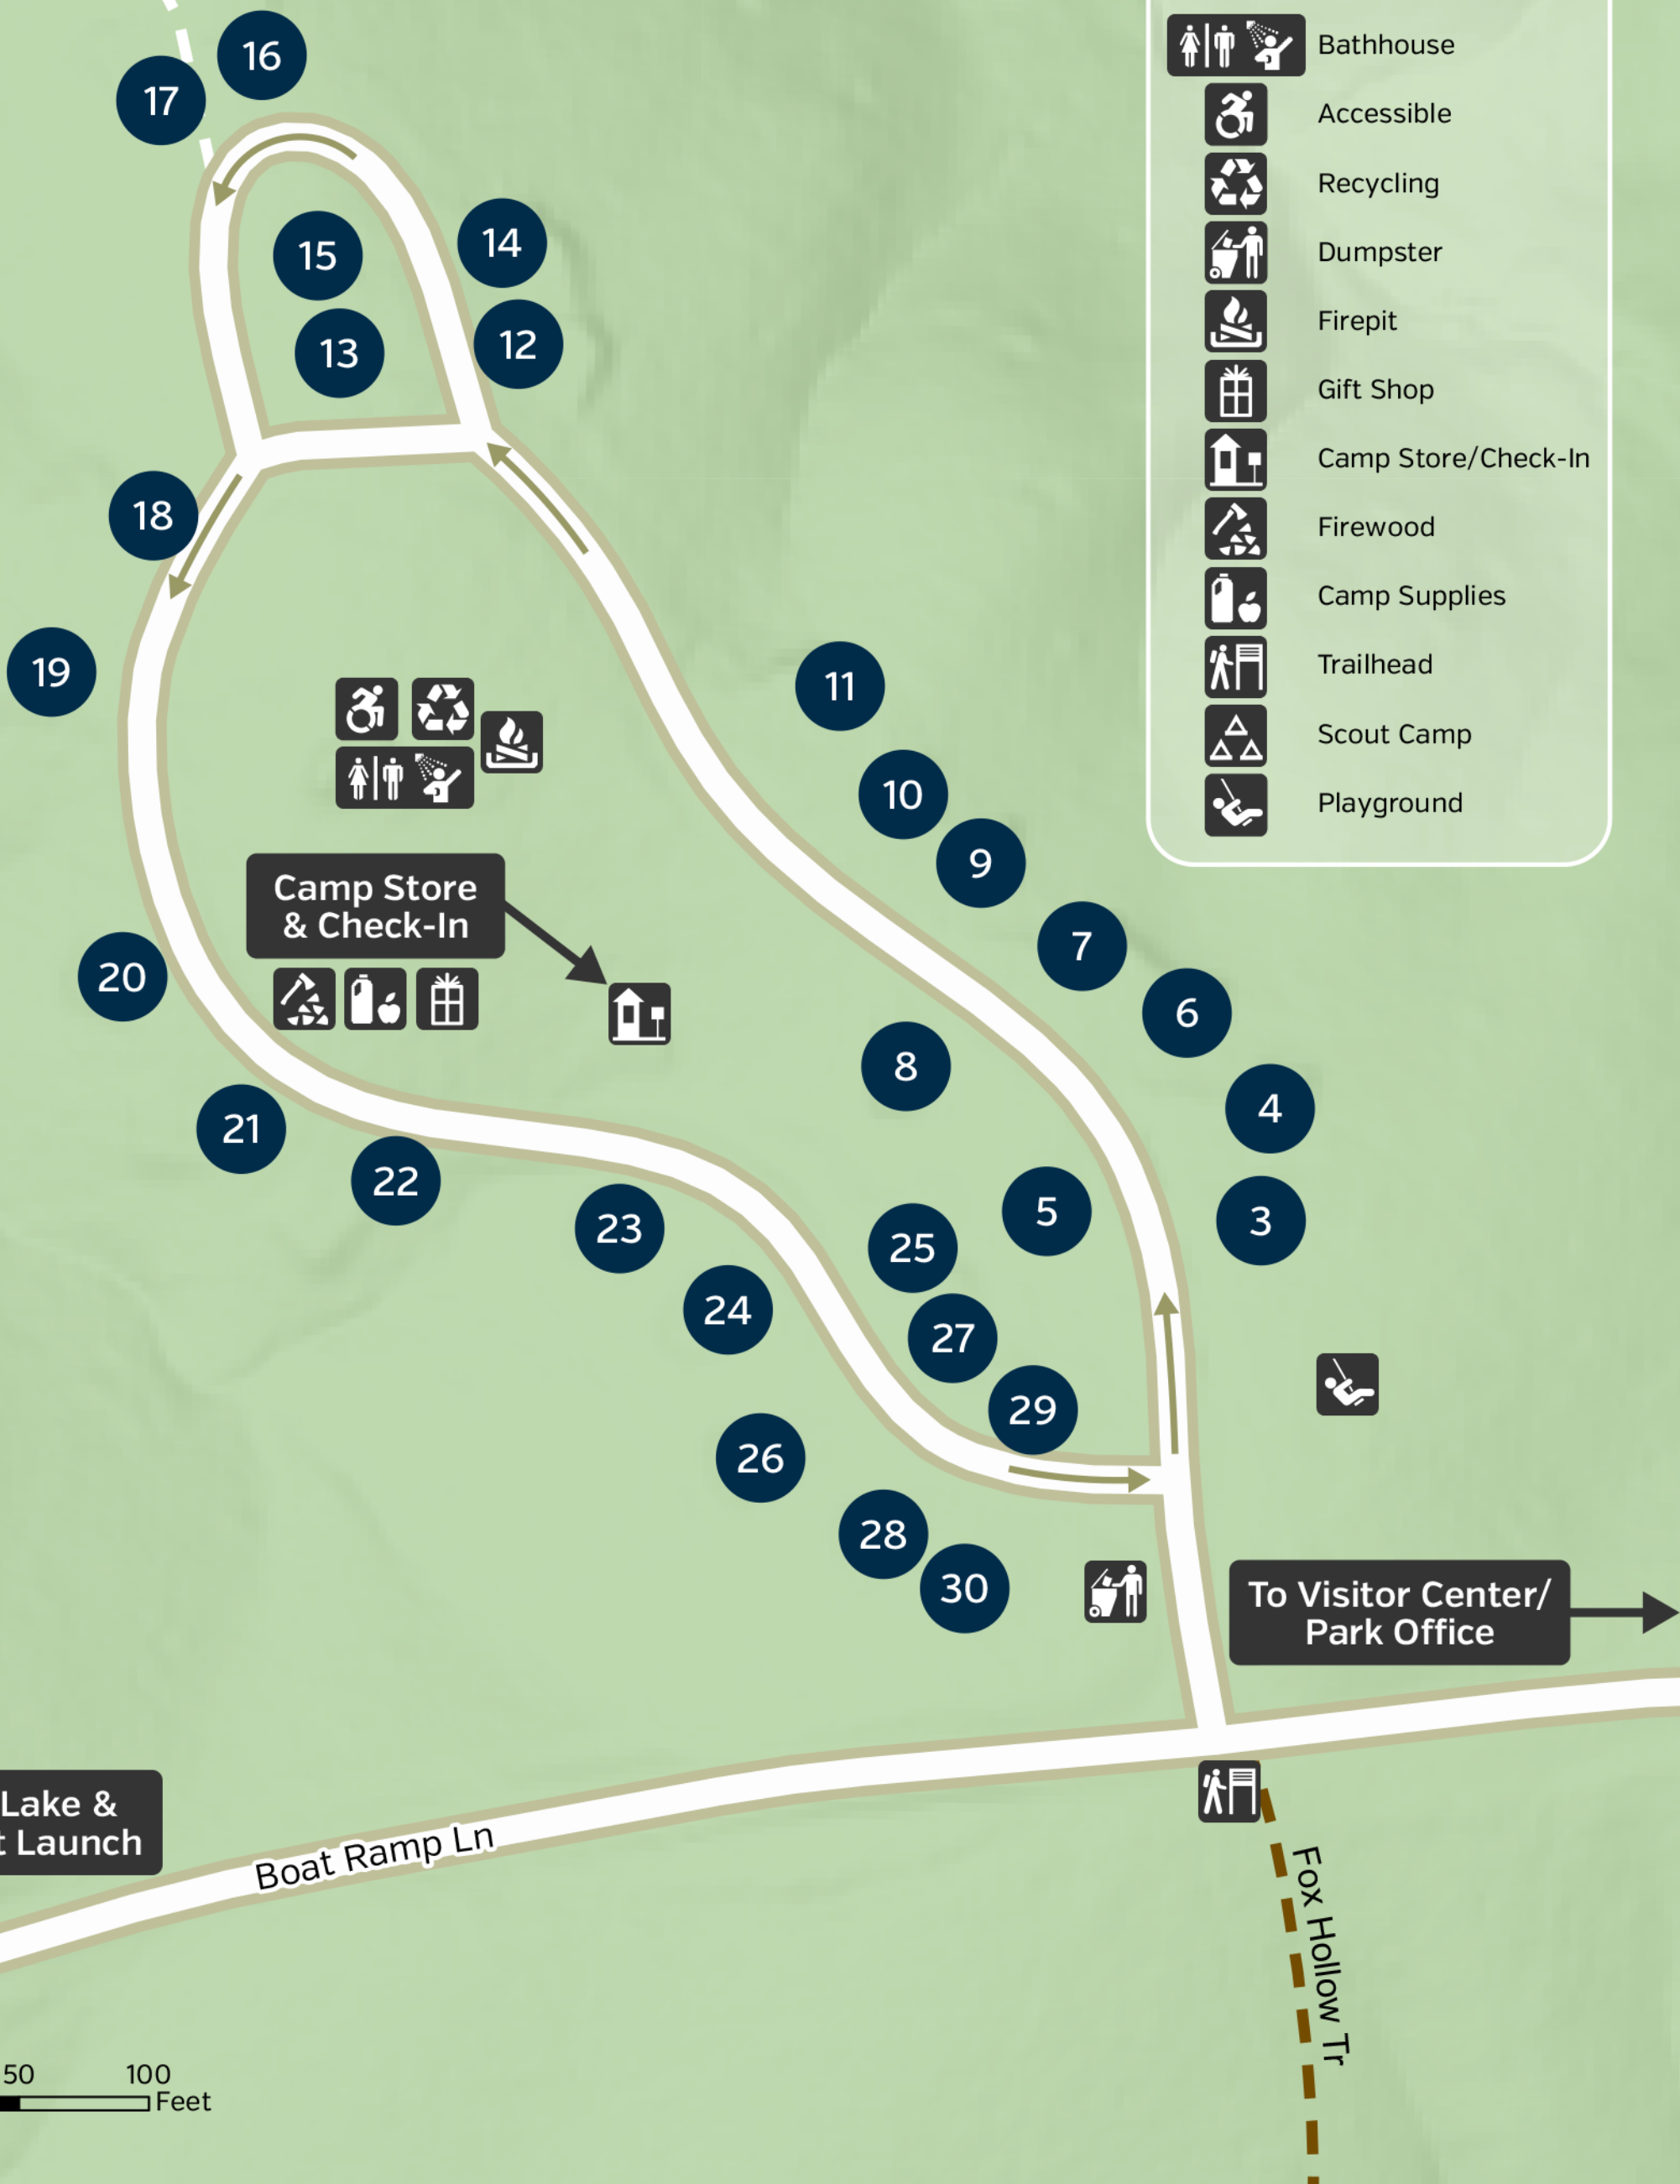 Bathhouse
Accessible
Recycling
Dumpster
Firepit
Gift Shop
Camp Store/Check-In
Firewood
Camp Supplies
Trailhead
Scout Camp
Playground
16
17
14
15
12
13
18
19
11
10
9
7
6
4
3
8
5
Camp Store
& Check-In
20
21
22
23
24
25
27
29
26
28
30
To Visitor Center/
Park Office
Lake &
t Launch
Boat Ramp Ln
Fox Hollow Tr
50 100
Feet